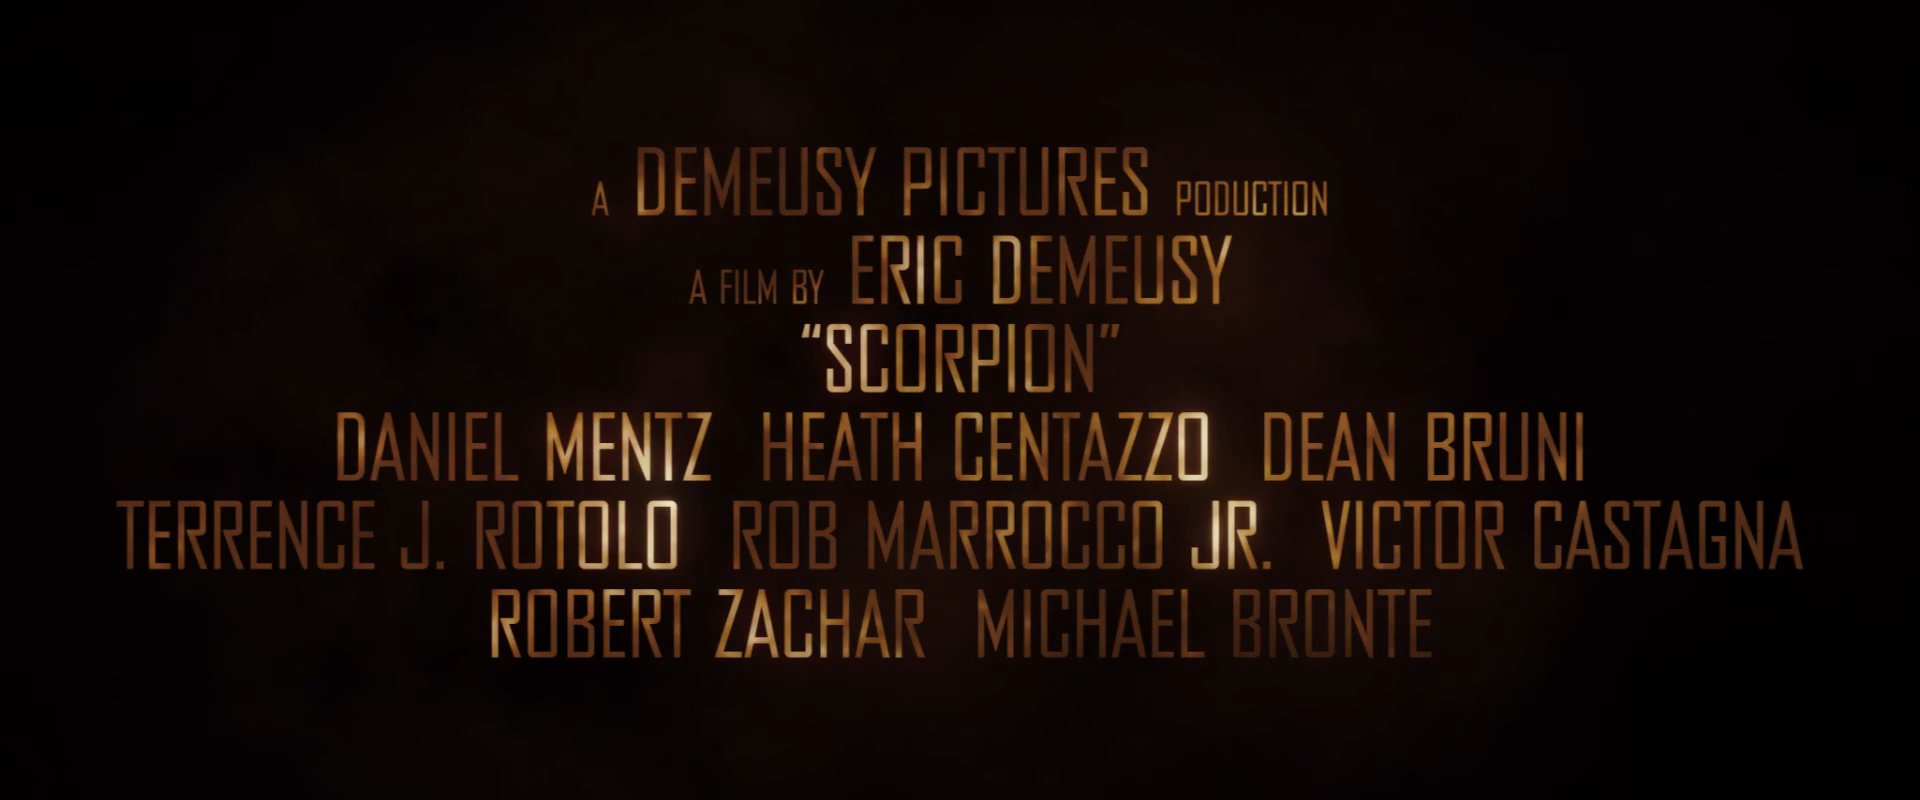 A DEMEUSY PICTURES PODUCTION
A FILM BY ERIC DEMEUSY
“SCORPION”
DANIEL MENTZ HEATH CENTAZZO DEAN BRUNI
TERRENCE J. ROTOLO ROB MARROCCO JR. VICTOR CASTAGNA
ROBERT ZACHAR MICHAEL BRONTE